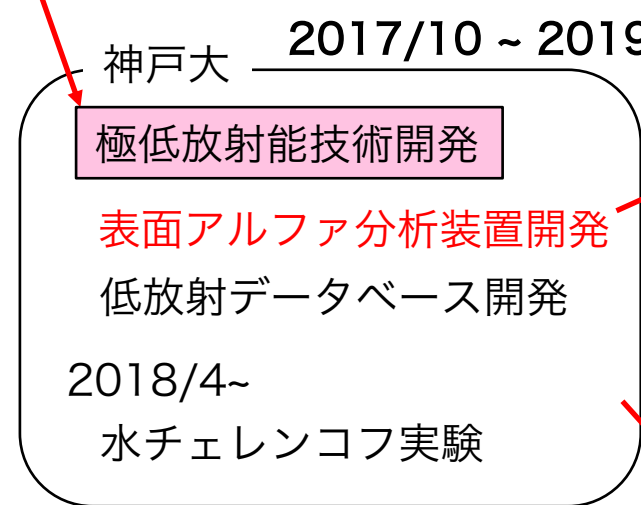 神戸大 2017/10 ~ 2019
極低放射能技術開発
表面アルファ分析装置開発
低放射データベース開発
2018/4~
水チェレンコフ実験